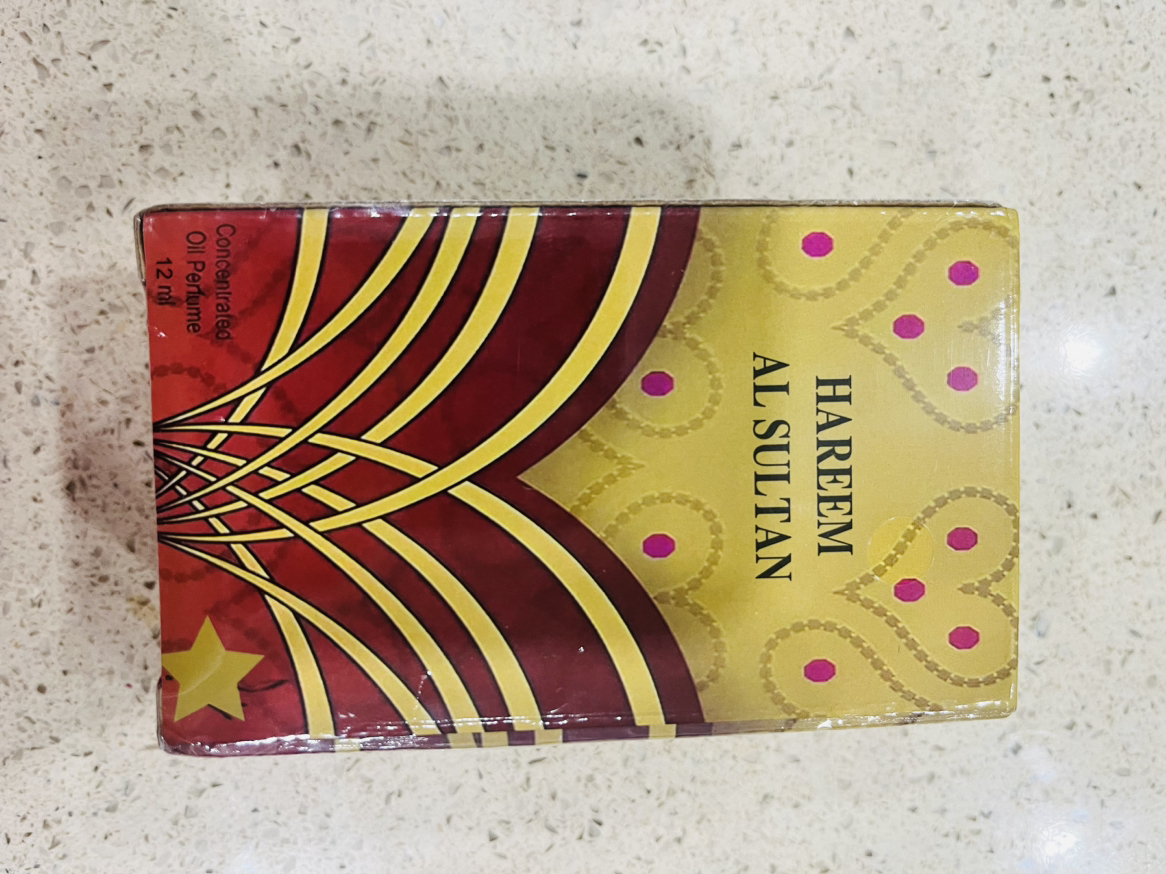 HAREEM
AL SULTAN
Concentrated
Oil Perfume
12 ml